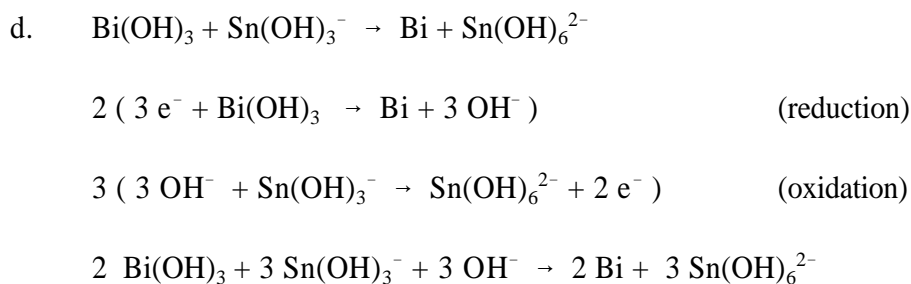 d. Bi(OH)₃ + Sn(OH)₃⁻ → Bi + Sn(OH)₆²⁻
2 ( 3 e⁻ + Bi(OH)₃ → Bi + 3 OH⁻ ) (reduction)
3 ( 3 OH⁻ + Sn(OH)₃⁻ → Sn(OH)₆²⁻ + 2 e⁻ ) (oxidation)
2 Bi(OH)₃ + 3 Sn(OH)₃⁻ + 3 OH⁻ → 2 Bi + 3 Sn(OH)₆²⁻